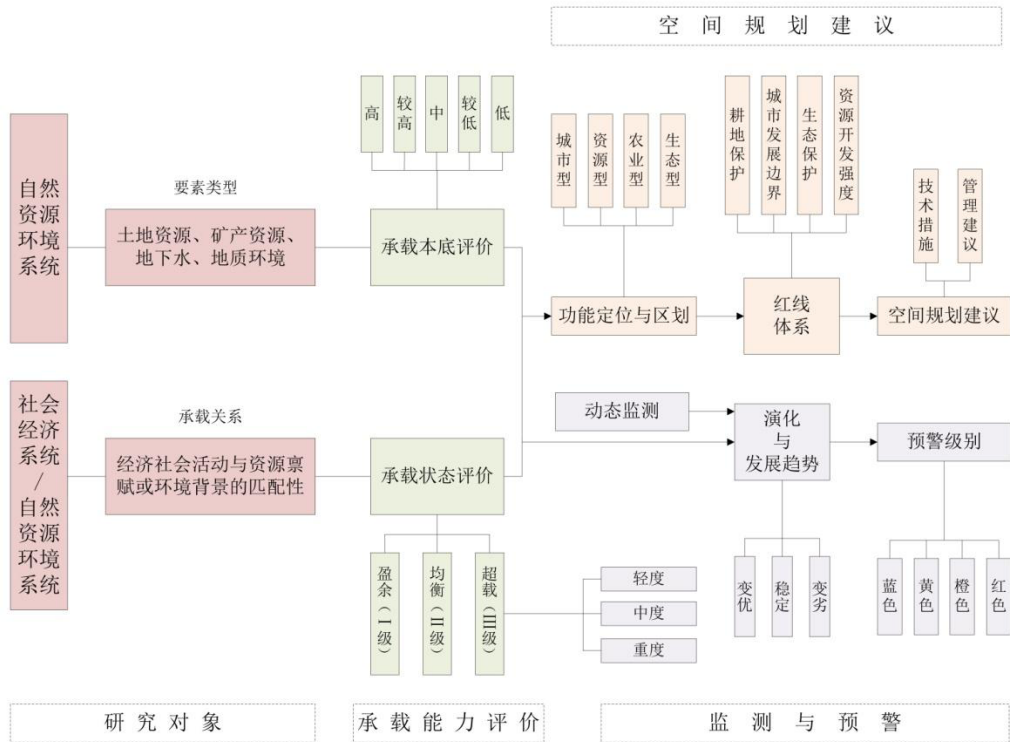 空间规划建议
高
较高
中
较低
低
城市型
资源型
农业型
生态型
耕地保护
城市发展边界
生态保护
资源开发强度
技术措施
管理建议
自然
资源
环境
系统
要素类型
土地资源、矿产资源、
地下水、地质环境
承载本底评价
功能定位与区划
红线
体系
空间规划建议
社会
经济
系统
/
自然
资源
环境
系统
承载关系
经济社会活动与资源禀
赋或环境背景的匹配性
承载状态评价
动态监测
演化
与
发展趋势
预警级别
盈余(Ⅰ级)
均衡(Ⅱ级)
超载(Ⅲ级)
轻度
中度
重度
变优
稳定
变劣
蓝色
黄色
橙色
红色
研究对象
承载能力评价
监测与预警